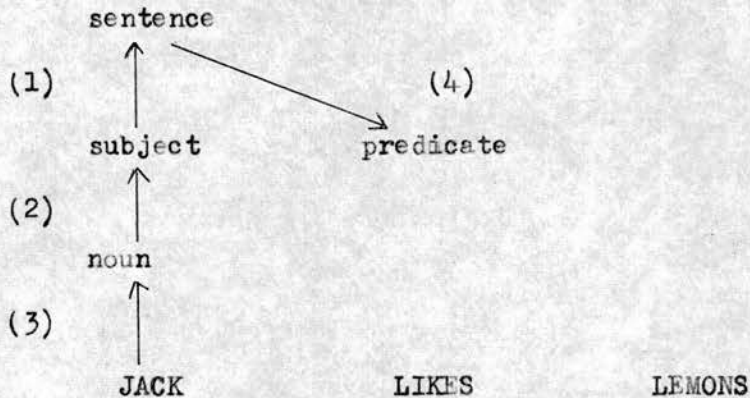 sentence
(1) (4)
subject predicate
(2)
noun
(3)
JACK LIKES LEMONS